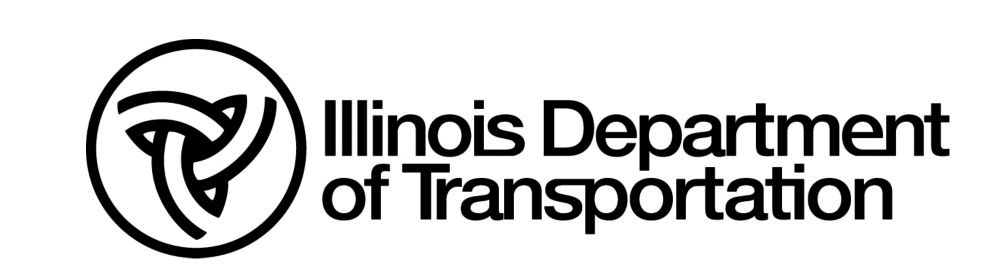 Illinois Department
of Transportation